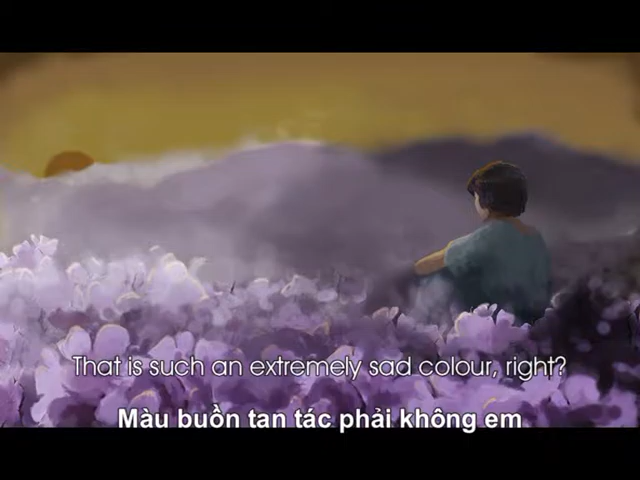 That is such an extremely sad colour, right?
Màu buồn tan tác phải không em